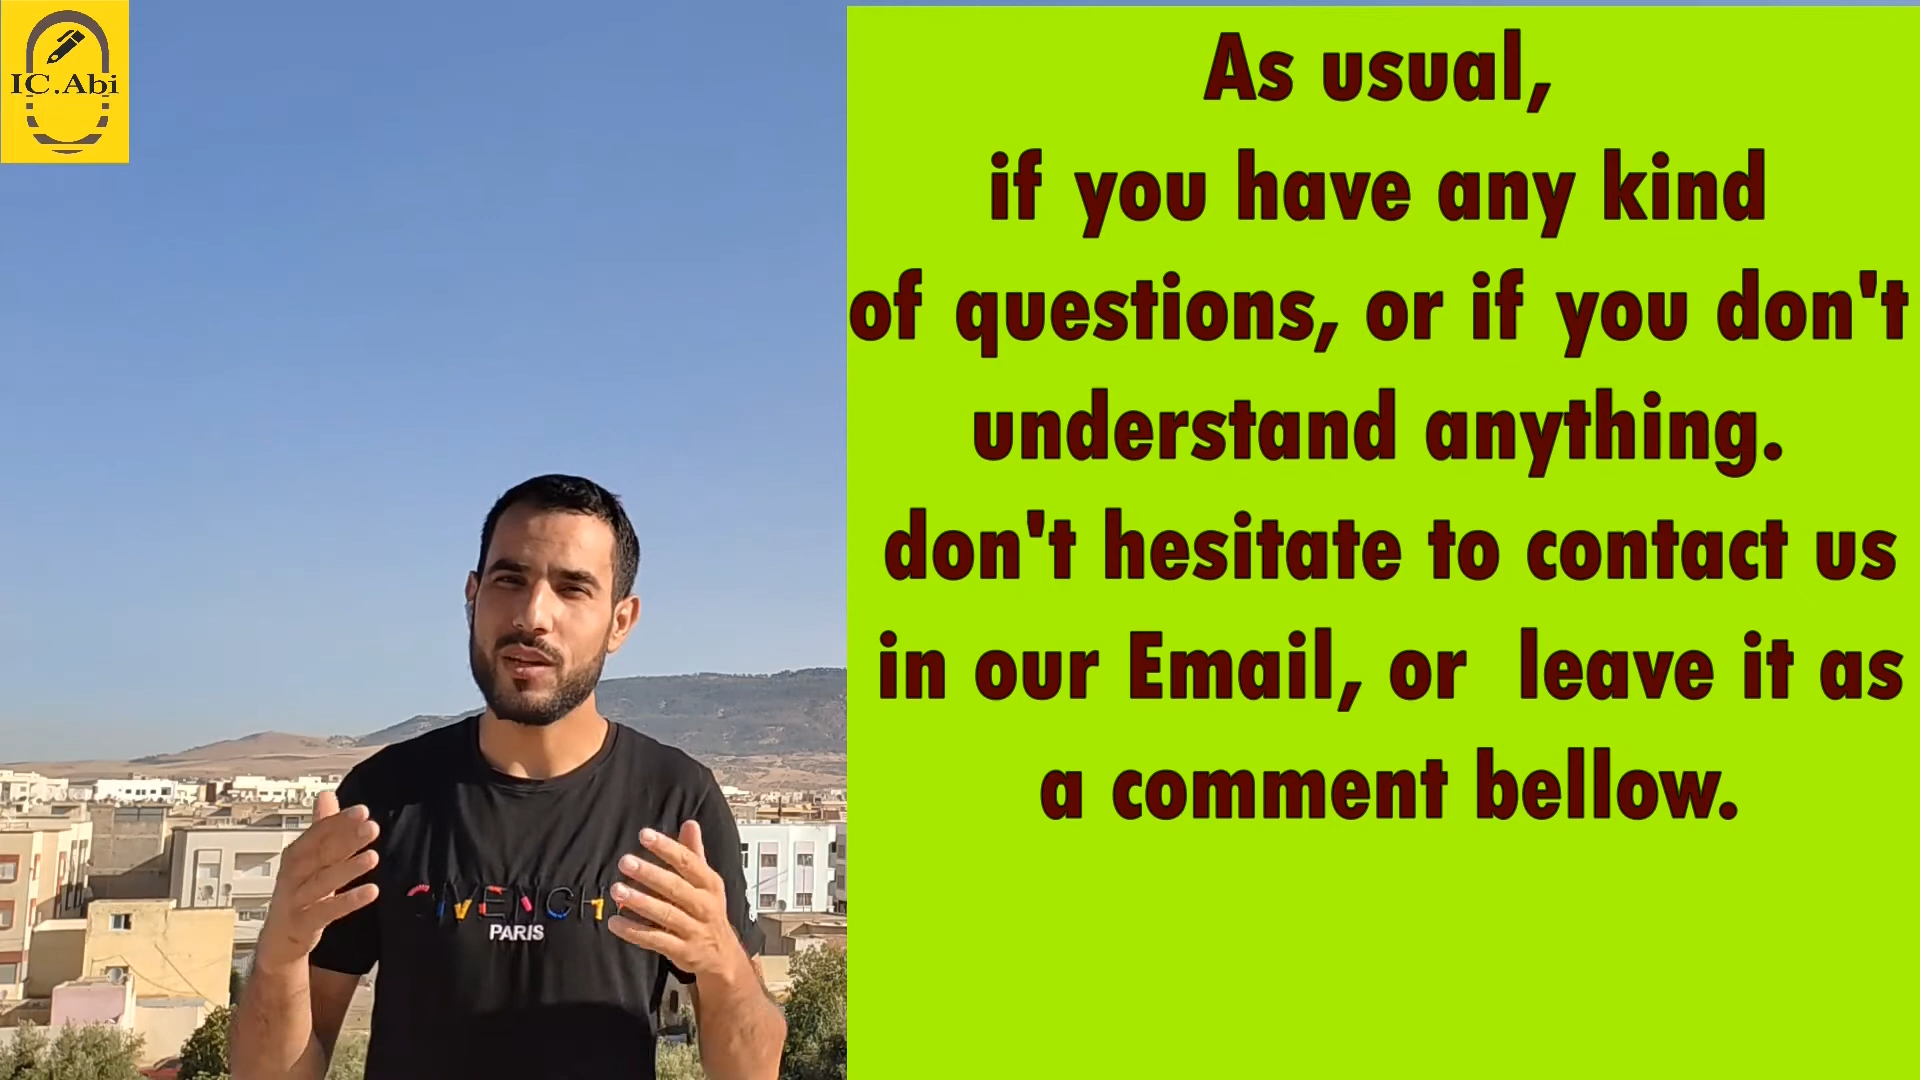 IC.Abi
As usual,
if you have any kind
of questions, or if you don't
understand anything.
don't hesitate to contact us
in our Email, or leave it as
a comment bellow.
GIVENCH
PARIS